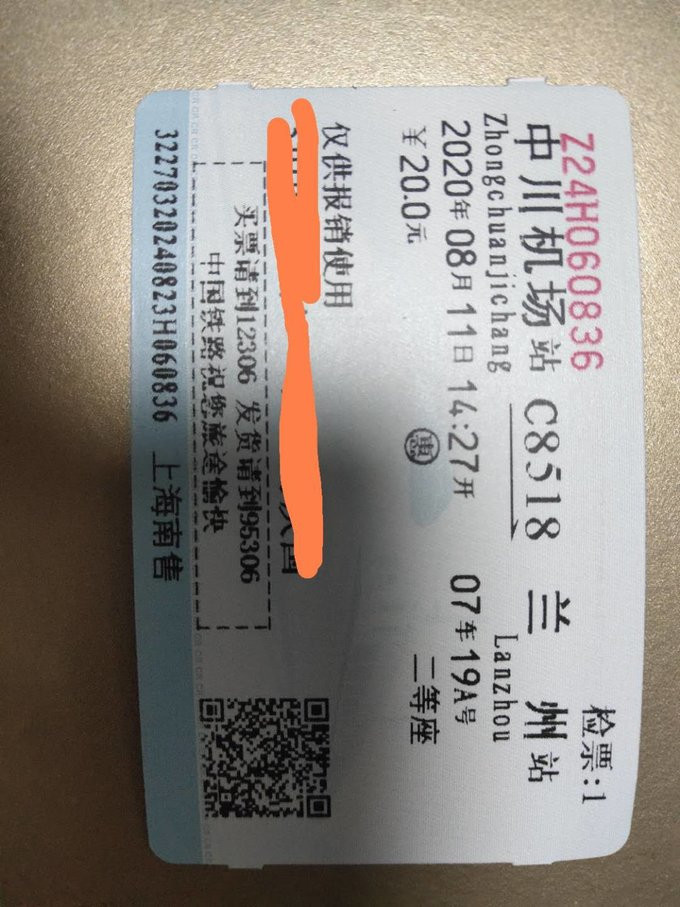 Z24H060836
检票:1
中川机场站 C8518 兰州站
Zhongchuanjichang Lanzhou
2020年08月11日14:27开 07车19A号
￥20.0元 惠 二等座
仅供报销使用
买票请到12306 发货请到95306
中国铁路祝您旅途愉快
32270320240823H060836 上海南售